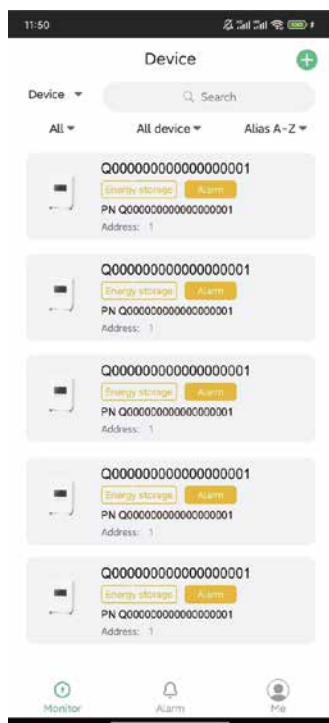 11:50
Device
Device
Search
All
All device
Alias A-Z
Q000000000000000001
Energy storage Alarm
PN Q000000000000000001
Address: 1
Q000000000000000001
Energy storage Alarm
PN Q000000000000000001
Address: 1
Q000000000000000001
Energy storage Alarm
PN Q000000000000000001
Address: 1
Q000000000000000001
Energy storage Alarm
PN Q000000000000000001
Address: 1
Q000000000000000001
Energy storage Alarm
PN Q000000000000000001
Address: 1
Monitor
Alarm
Me